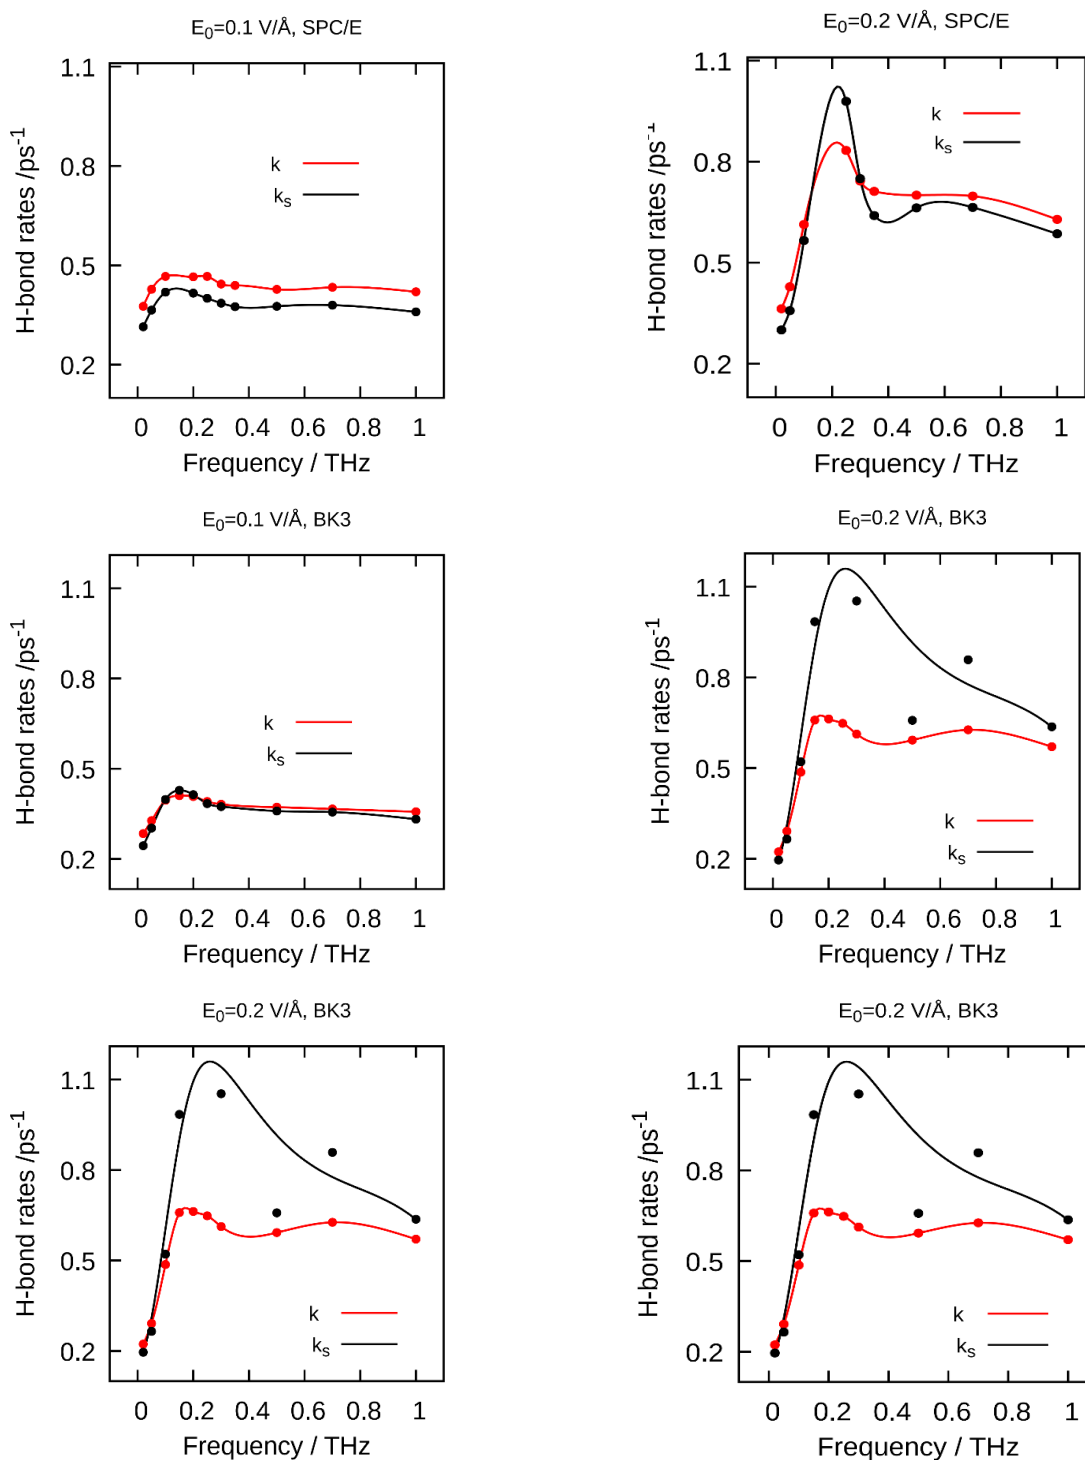 E0=0.1 V/Å, SPC/E
H-bond rates /ps-1
1.1
0.8
0.5
0.2
k
ks
0 0.2 0.4 0.6 0.8 1
Frequency / THz
E0=0.2 V/Å, SPC/E
H-bond rates /ps-1
1.1
0.8
0.5
0.2
k
ks
0 0.2 0.4 0.6 0.8 1
Frequency / THz
E0=0.1 V/Å, BK3
H-bond rates /ps-1
1.1
0.8
0.5
0.2
k
ks
0 0.2 0.4 0.6 0.8 1
Frequency / THz
E0=0.2 V/Å, BK3
H-bond rates /ps-1
1.1
0.8
0.5
0.2
k
ks
0 0.2 0.4 0.6 0.8 1
Frequency / THz
E0=0.2 V/Å, BK3
H-bond rates /ps-1
1.1
0.8
0.5
0.2
k
ks
0 0.2 0.4 0.6 0.8 1
Frequency / THz
E0=0.2 V/Å, BK3
H-bond rates /ps-1
1.1
0.8
0.5
0.2
k
ks
0 0.2 0.4 0.6 0.8 1
Frequency / THz